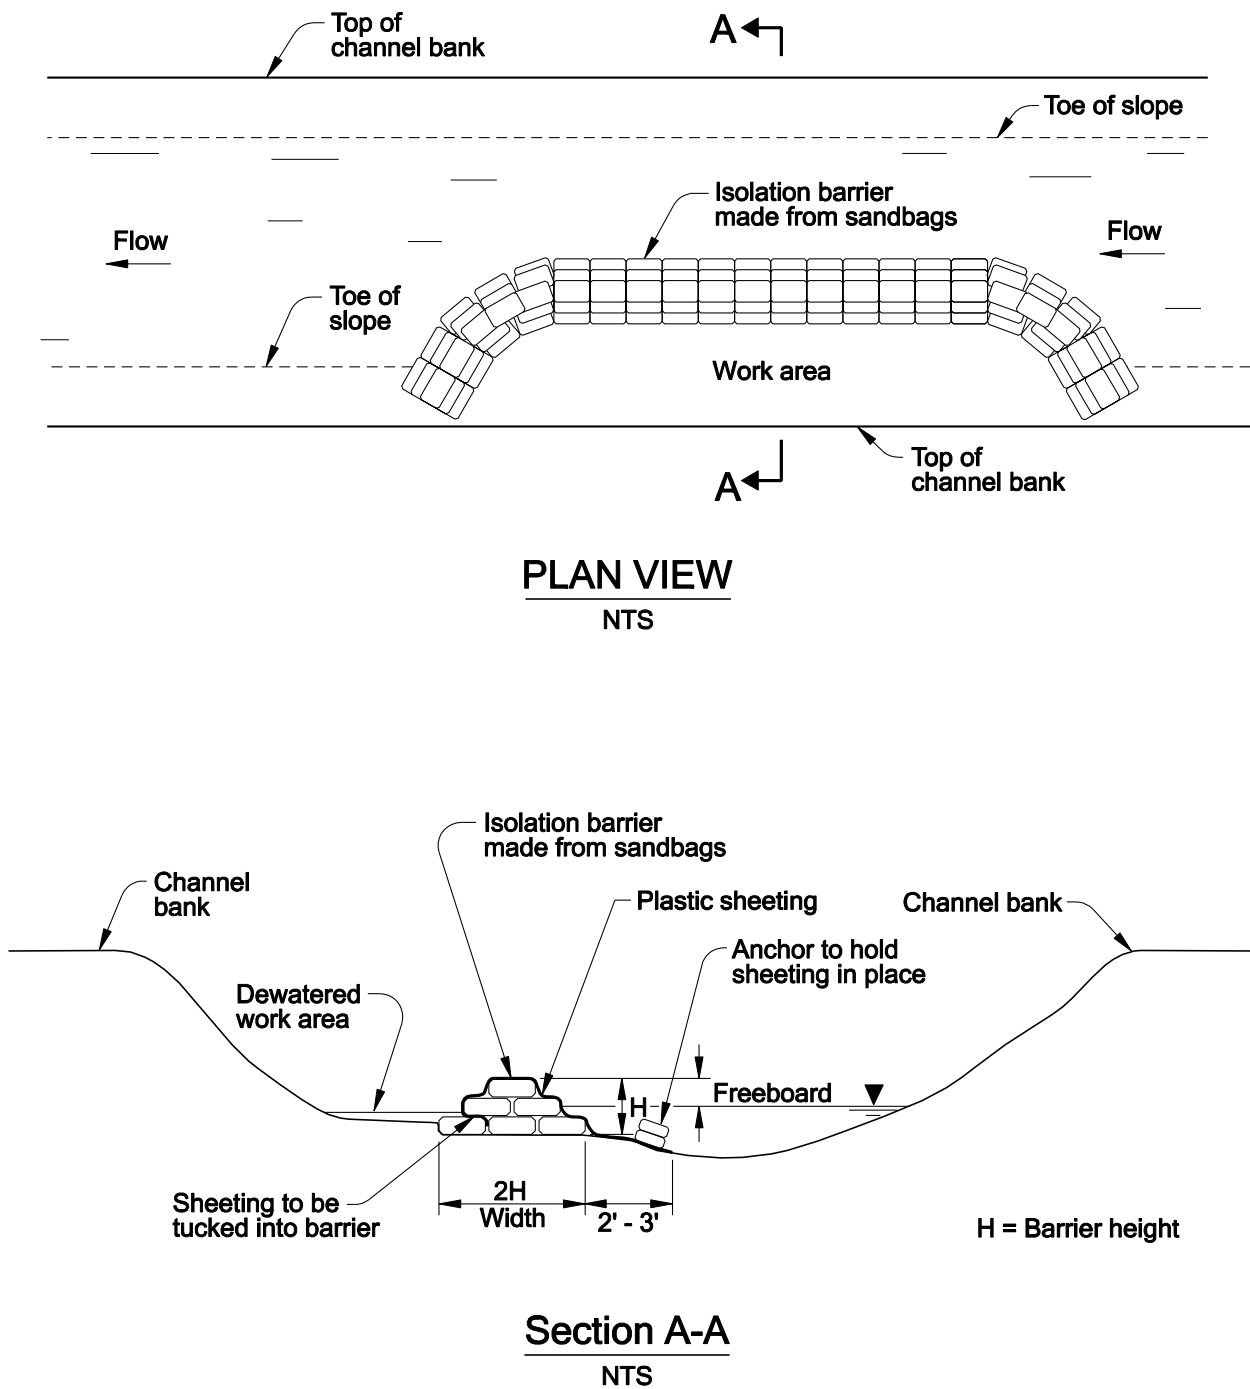 Top of
channel bank
A
Toe of slope
Isolation barrier
made from sandbags
Flow
Flow
Toe of
slope
Work area
Top of
channel bank
A
PLAN VIEW
NTS
Isolation barrier
made from sandbags
Channel
bank
Plastic sheeting
Channel bank
Anchor to hold
sheeting in place
Dewatered
work area
Freeboard
H
Sheeting to be
tucked into barrier
2H
Width
2' - 3'
H = Barrier height
Section A-A
NTS